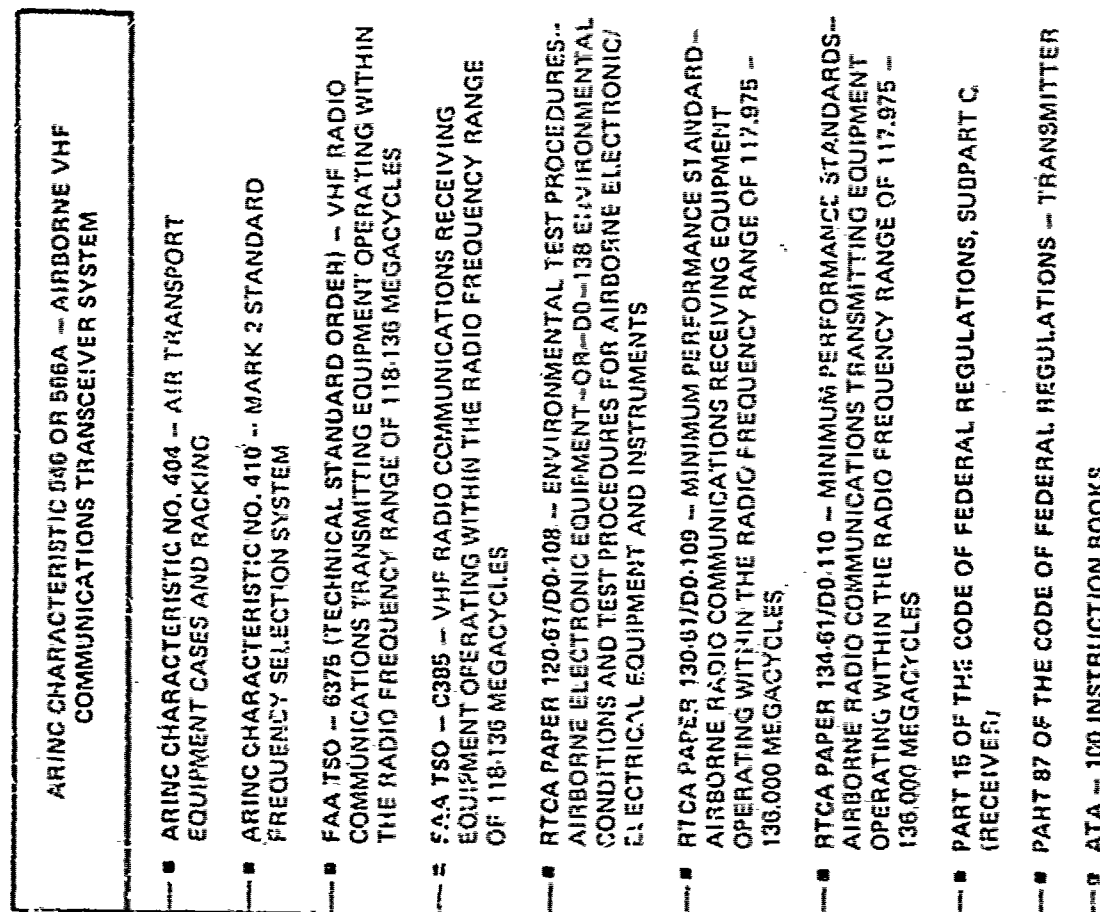 ARINC CHARACTERISTIC 546 OR 566A – AIRBORNE VHF
COMMUNICATIONS TRANSCEIVER SYSTEM
ARINC CHARACTERISTIC NO. 404 – AIR TRANSPORT
EQUIPMENT CASES AND RACKING
ARINC CHARACTERISTIC NO. 410 – MARK 2 STANDARD
FREQUENCY SELECTION SYSTEM
FAA TSO – 6375 (TECHNICAL STANDARD ORDER) – VHF RADIO
COMMUNICATIONS TRANSMITTING EQUIPMENT OPERATING WITHIN
THE RADIO FREQUENCY RANGE OF 118-136 MEGACYCLES
FAA TSO – C385 – VHF RADIO COMMUNICATIONS RECEIVING
EQUIPMENT OPERATING WITHIN THE RADIO FREQUENCY RANGE
OF 118-136 MEGACYCLES
RTCA PAPER 120-61/DO-108 – ENVIRONMENTAL TEST PROCEDURES–
AIRBORNE ELECTRONIC EQUIPMENT–OR–DO–138 ENVIRONMENTAL
CONDITIONS AND TEST PROCEDURES FOR AIRBORNE ELECTRONIC/
ELECTRICAL EQUIPMENT AND INSTRUMENTS
RTCA PAPER 130-61/DO-109 – MINIMUM PERFORMANCE STANDARD–
AIRBORNE RADIO COMMUNICATIONS RECEIVING EQUIPMENT
OPERATING WITHIN THE RADIO FREQUENCY RANGE OF 117.975 –
136.000 MEGACYCLES
RTCA PAPER 134-61/DO-110 – MINIMUM PERFORMANCE STANDARDS–
AIRBORNE RADIO COMMUNICATIONS TRANSMITTING EQUIPMENT
OPERATING WITHIN THE RADIO FREQUENCY RANGE OF 117.975 –
136.000 MEGACYCLES
PART 15 OF THE CODE OF FEDERAL REGULATIONS, SUBPART C,
(RECEIVER)
PART 87 OF THE CODE OF FEDERAL REGULATIONS – TRANSMITTER
ATA – 100 INSTRUCTION BOOKS